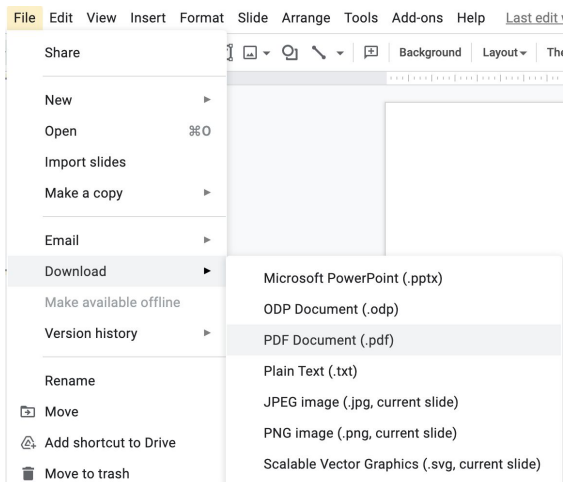 File Edit View Insert Format Slide Arrange Tools Add-ons Help Last edit
Share
Background Layout
New
Open ⌘O
Import slides
Make a copy
Email
Download
Make available offline
Version history
Rename
Move
Add shortcut to Drive
Move to trash
Microsoft PowerPoint (.pptx)
ODP Document (.odp)
PDF Document (.pdf)
Plain Text (.txt)
JPEG image (.jpg, current slide)
PNG image (.png, current slide)
Scalable Vector Graphics (.svg, current slide)